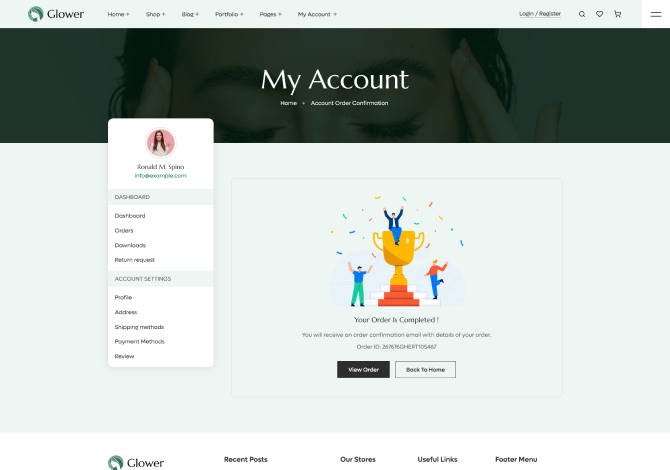 Glower
Home + Shop + Blog + Portfolio + Pages + My Account +
Login / Register
My Account
Home + Account Order Confirmation
Ronald M. Spino
info@example.com
DASHBOARD
Dashboard
Orders
Downloads
Return request
ACCOUNT SETTINGS
Profile
Address
Shipping methods
Payment Methods
Review
Your Order Is Completed !
You will receive an order confirmation email with details of your order.
Order ID: 267676GHERT105467
View Order
Back To Home
Glower
Recent Posts
Our Stores
Useful Links
Footer Menu